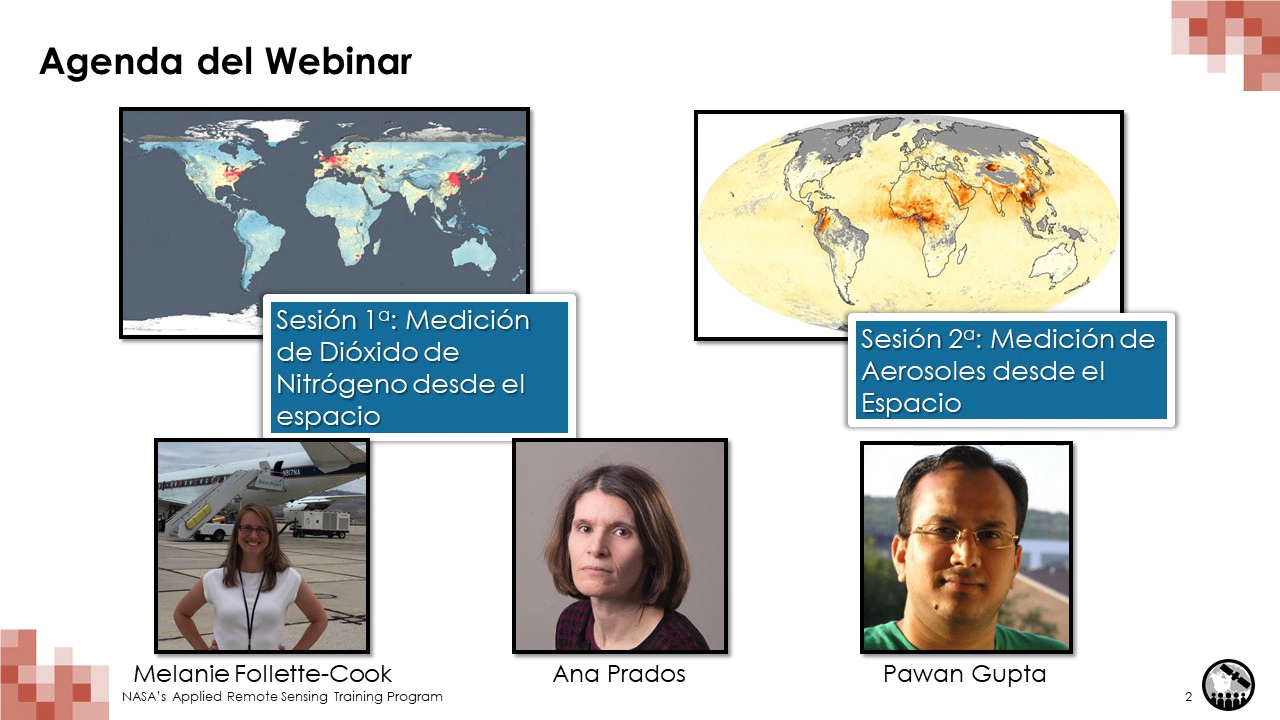 Agenda del Webinar
Sesión 1ª: Medición
de Dióxido de
Nitrógeno desde el
espacio
Sesión 2ª: Medición de
Aerosoles desde el
Espacio
N817NA
Melanie Follette-Cook
Ana Prados
Pawan Gupta
NASA's Applied Remote Sensing Training Program
2